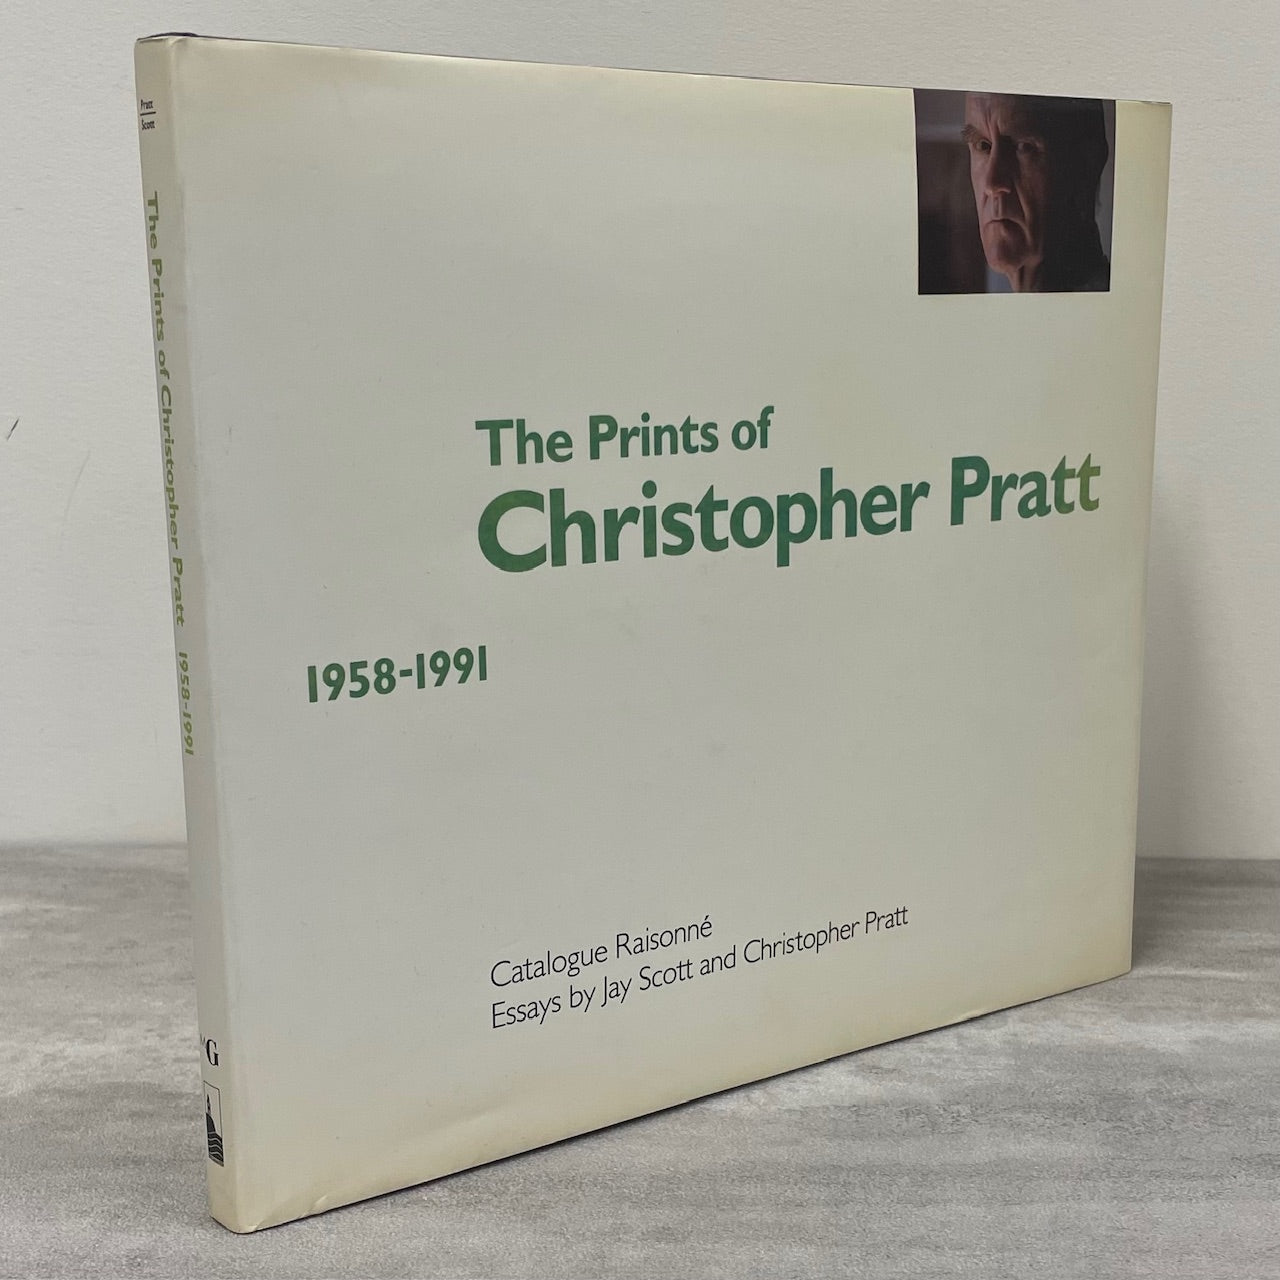 Pratt
Scott
The Prints of Christopher Pratt 1958-1991
G
The Prints of
Christopher Pratt
1958-1991
Catalogue Raisonné
Essays by Jay Scott and Christopher Pratt